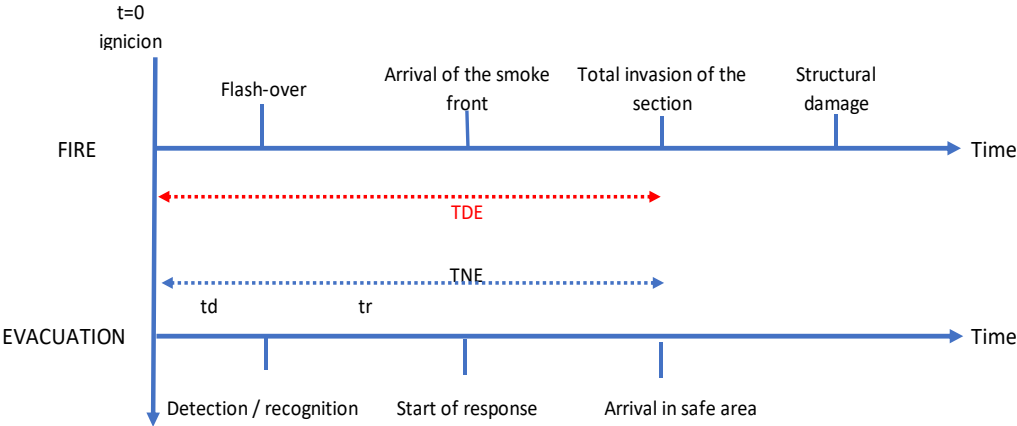 t=0
ignicion
Flash-over
Arrival of the smoke
front
Total invasion of the
section
Structural
damage
FIRE
Time
TDE
TNE
td
tr
EVACUATION
Time
Detection / recognition
Start of response
Arrival in safe area